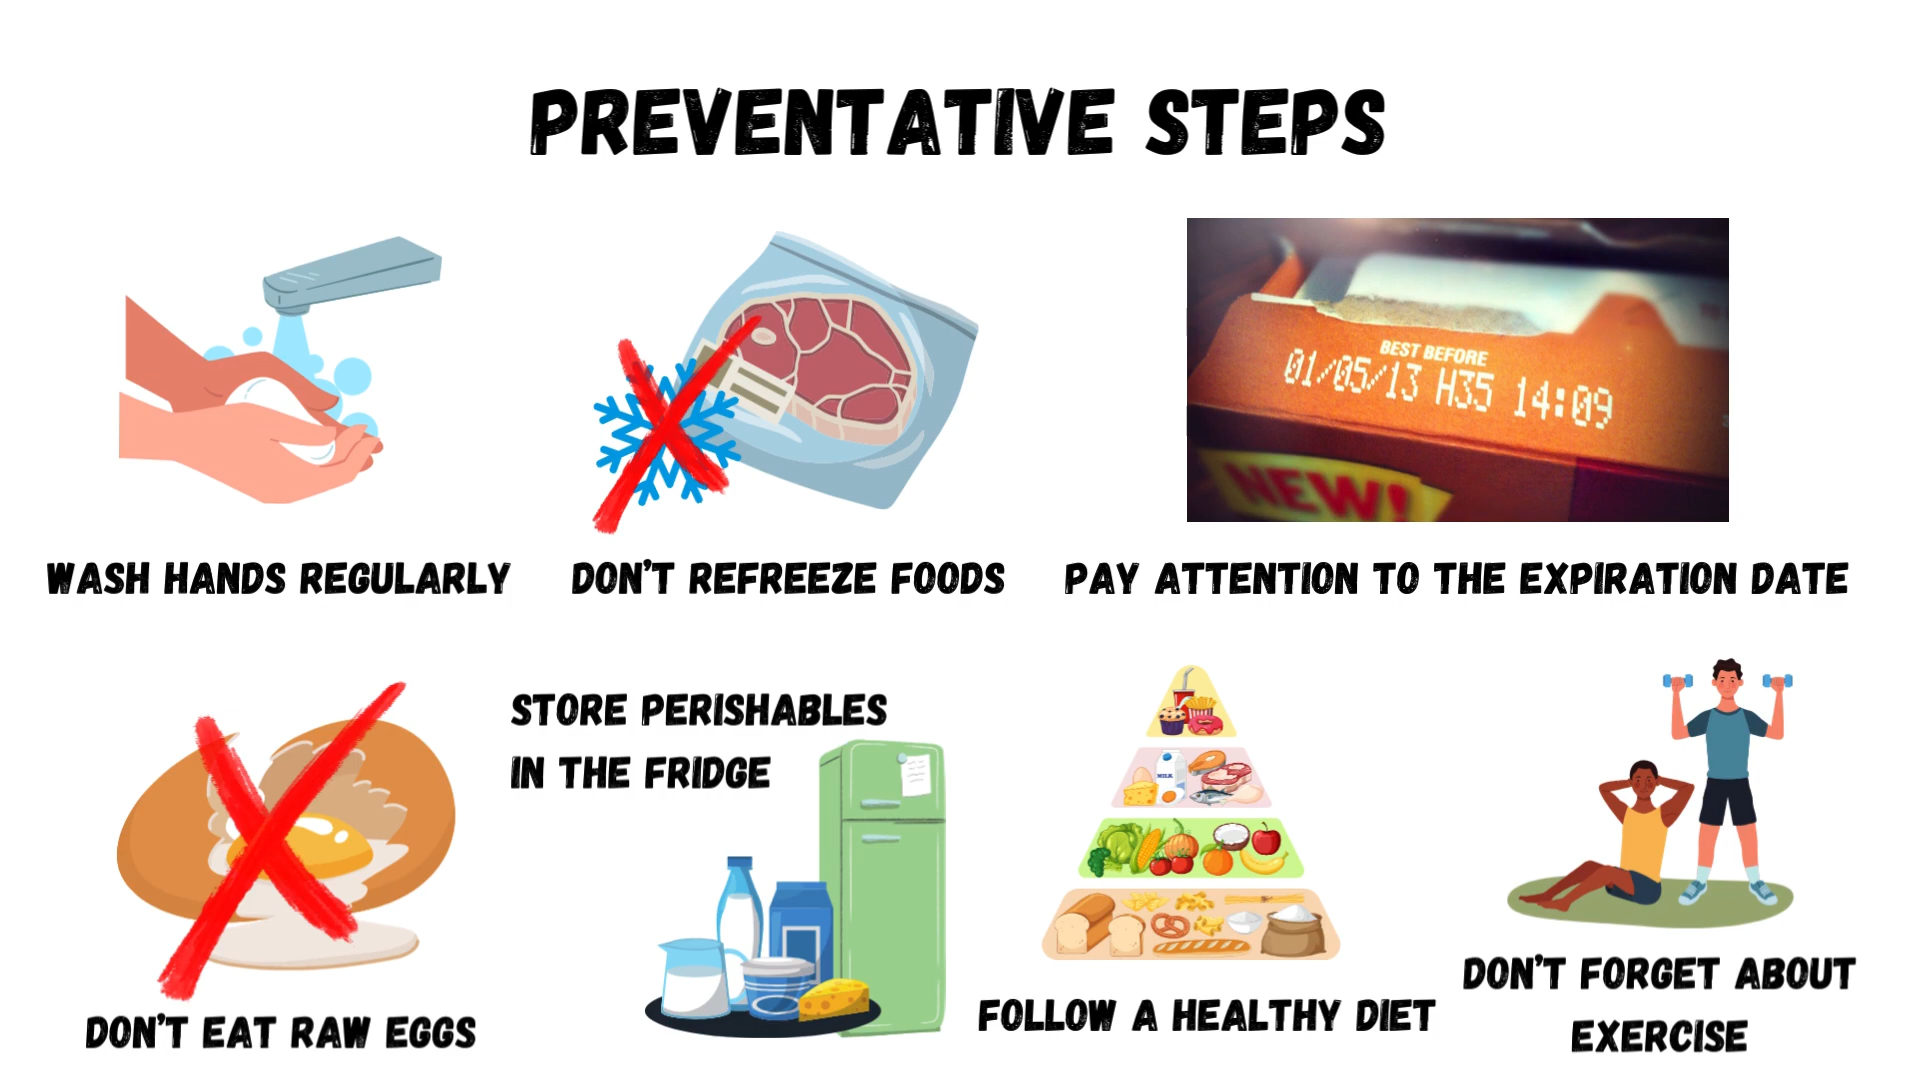 PREVENTATIVE STEPS
BEST BEFORE
01/05/13 H35 14:09
NEW!
WASH HANDS REGULARLY
DON'T REFREEZE FOODS
PAY ATTENTION TO THE EXPIRATION DATE
STORE PERISHABLES
IN THE FRIDGE
MILK
DON'T EAT RAW EGGS
FOLLOW A HEALTHY DIET
DON'T FORGET ABOUT
EXERCISE